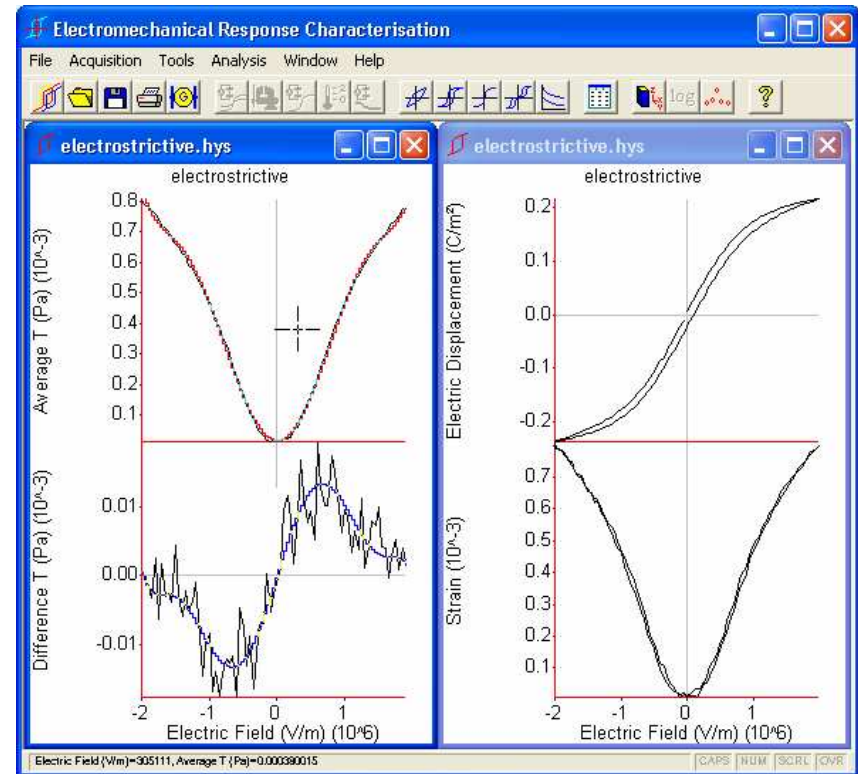 Electromechanical Response Characterisation
File Acquisition Tools Analysis Window Help
log
?
electrostrictive.hys
electrostrictive
Average T (Pa) (10^-3)
0.8
0.7
0.6
0.5
0.4
0.3
0.2
0.1
Difference T (Pa) (10^-3)
0.01
0.00
-0.01
-2 -1 0 1
Electric Field (V/m) (10^6)
electrostrictive.hys
electrostrictive
Electric Displacement (C/m²)
0.2
0.1
0.0
-0.1
-0.2
Strain (10^-3)
0.7
0.6
0.5
0.4
0.3
0.2
0.1
-2 -1 0 1
Electric Field (V/m) (10^6)
Electric Field (V/m)=305111, Average T (Pa)=0.000390015
CAPS NUM SCRL OVR